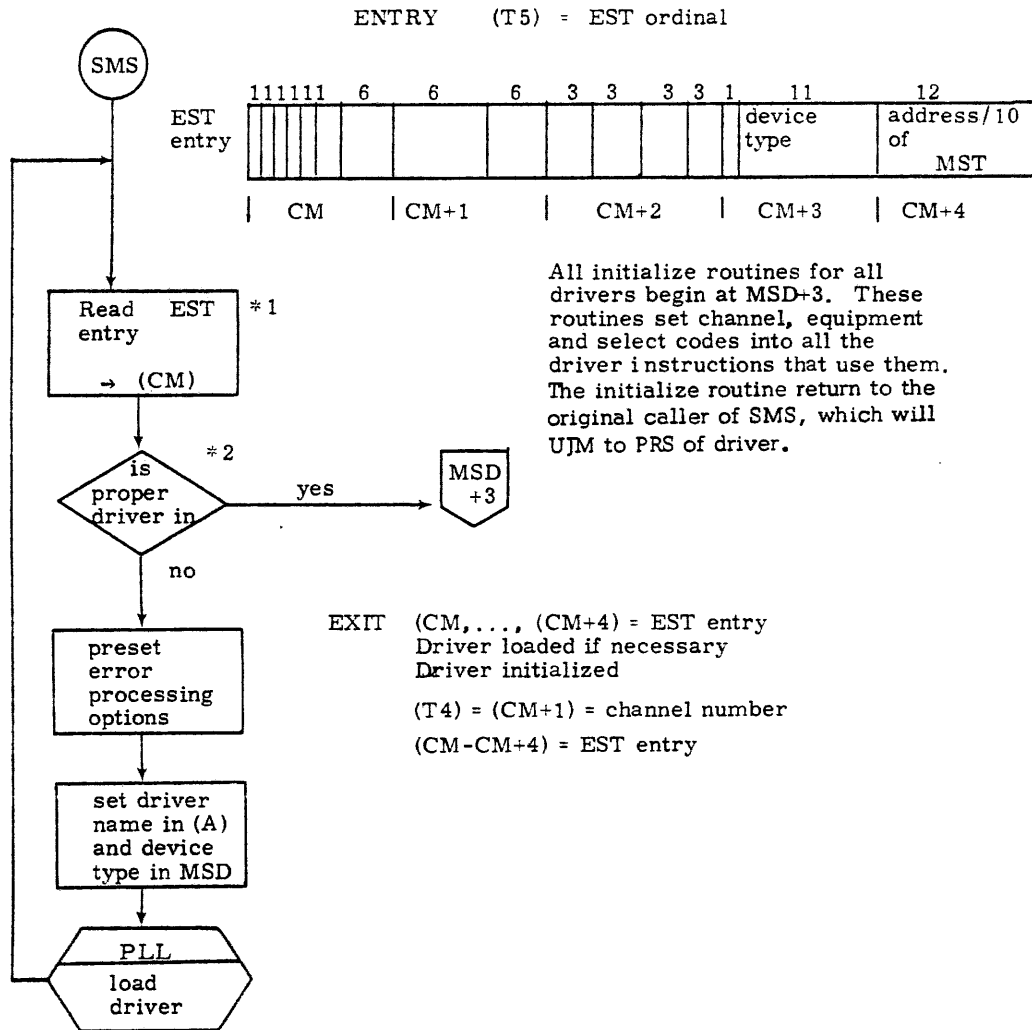 ENTRY (T5) = EST ordinal
SMS
111111 6 6 6 3 3 3 3 1 11 12
EST
entry
device
type
address/10
of
MST
CM CM+1 CM+2 CM+3 CM+4
All initialize routines for all
drivers begin at MSD+3. These
routines set channel, equipment
and select codes into all the
driver instructions that use them.
The initialize routine return to the
original caller of SMS, which will
UJM to PRS of driver.
Read EST
entry
→ (CM)
*1
*2
is
proper
driver in
yes
MSD
+3
no
preset
error
processing
options
EXIT (CM,..., (CM+4) = EST entry
Driver loaded if necessary
Driver initialized
(T4) = (CM+1) = channel number
(CM-CM+4) = EST entry
set driver
name in (A)
and device
type in MSD
PLL
load
driver